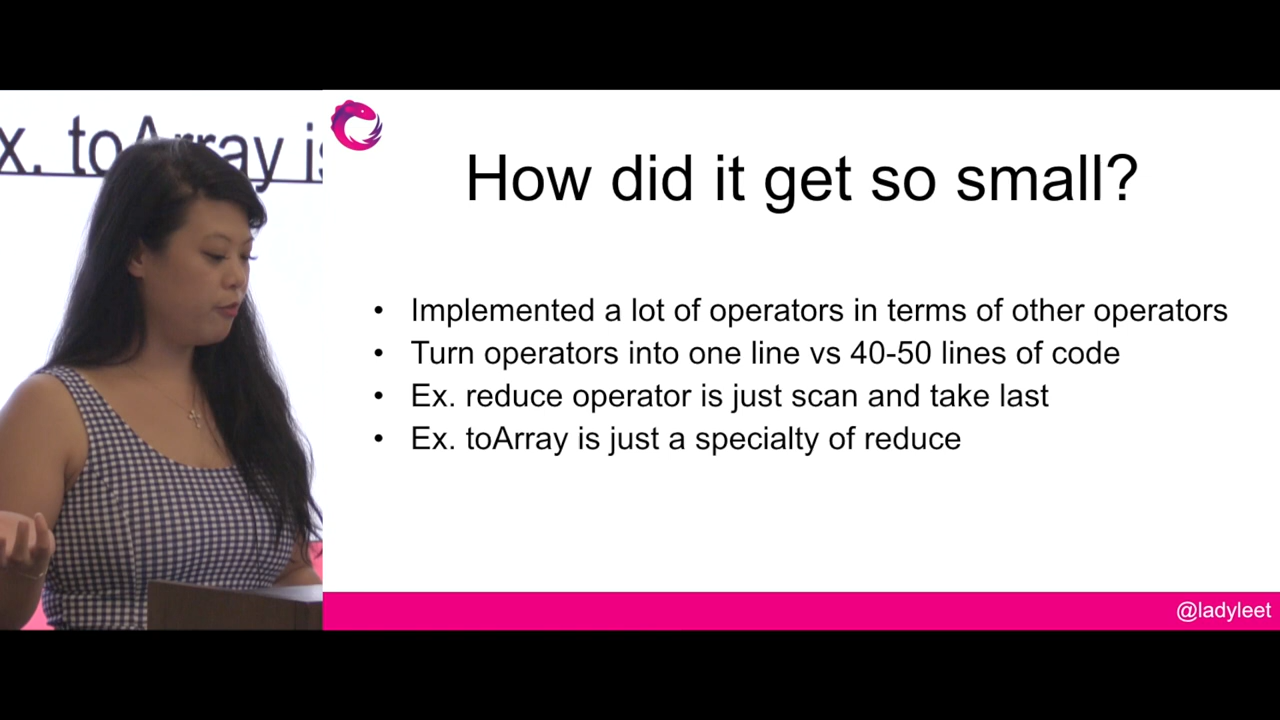 x. toArray is
How did it get so small?
• Implemented a lot of operators in terms of other operators
• Turn operators into one line vs 40-50 lines of code
• Ex. reduce operator is just scan and take last
• Ex. toArray is just a specialty of reduce
@ladyleet